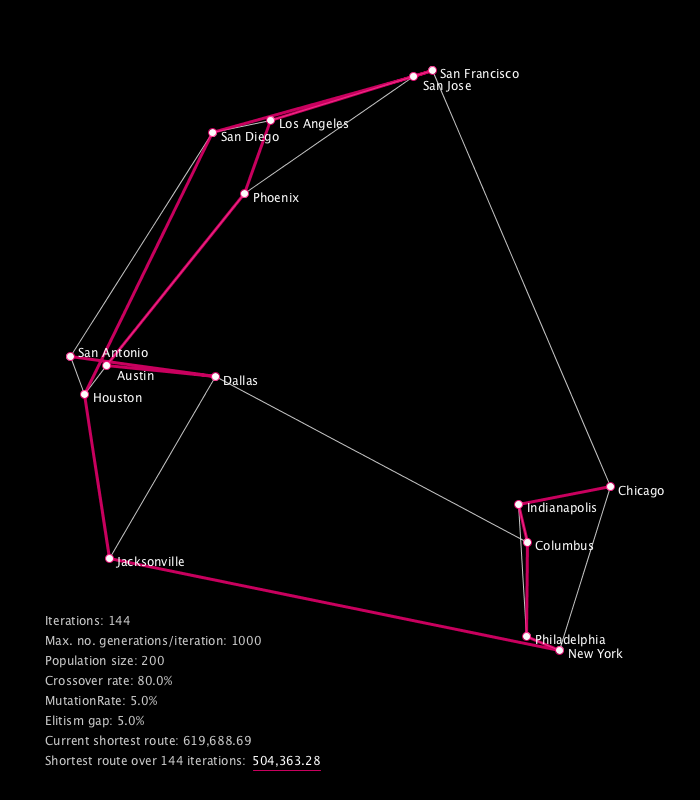 San Francisco
San Jose
Los Angeles
San Diego
Phoenix
San Antonio
Austin
Dallas
Houston
Chicago
Indianapolis
Columbus
Jacksonville
Philadelphia
New York
Iterations: 144
Max. no. generations/iteration: 1000
Population size: 200
Crossover rate: 80.0%
MutationRate: 5.0%
Elitism gap: 5.0%
Current shortest route: 619,688.69
Shortest route over 144 iterations: 504,363.28